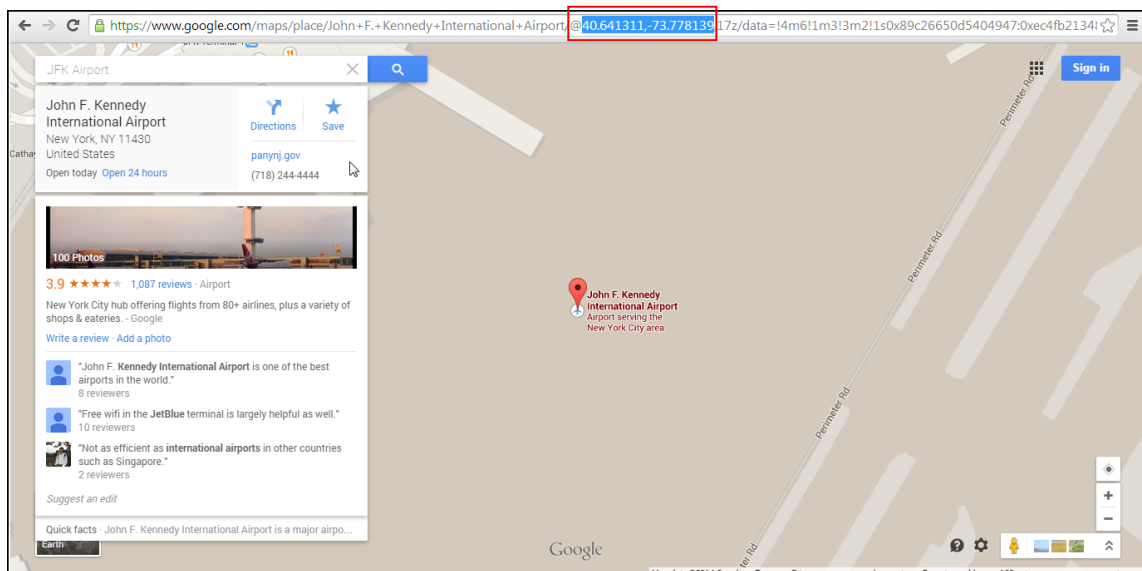 https://www.google.com/maps/place/John+F.+Kennedy+International+Airport/@40.641311,-73.778139,17z/data=!4m6!1m3!3m2!1s0x89c26650d5404947:0xec4fb2134
JFK Airport
Sign in
John F. Kennedy
International Airport
New York, NY 11430
United States
Open today Open 24 hours
Directions
Save
panynj.gov
(718) 244-4444
100 Photos
3.9 ★★★★★ 1,087 reviews · Airport
New York City hub offering flights from 80+ airlines, plus a variety of
shops & eateries. - Google
Write a review · Add a photo
"John F. Kennedy International Airport is one of the best
airports in the world."
8 reviewers
"Free wifi in the JetBlue terminal is largely helpful as well."
10 reviewers
"Not as efficient as international airports in other countries
such as Singapore."
2 reviewers
Suggest an edit
Quick facts · John F. Kennedy International Airport is a major airpo...
Earth
John F. Kennedy
International Airport
Airport serving the
New York City area
Perimeter Rd
Perimeter Rd
Perimeter Rd
Google